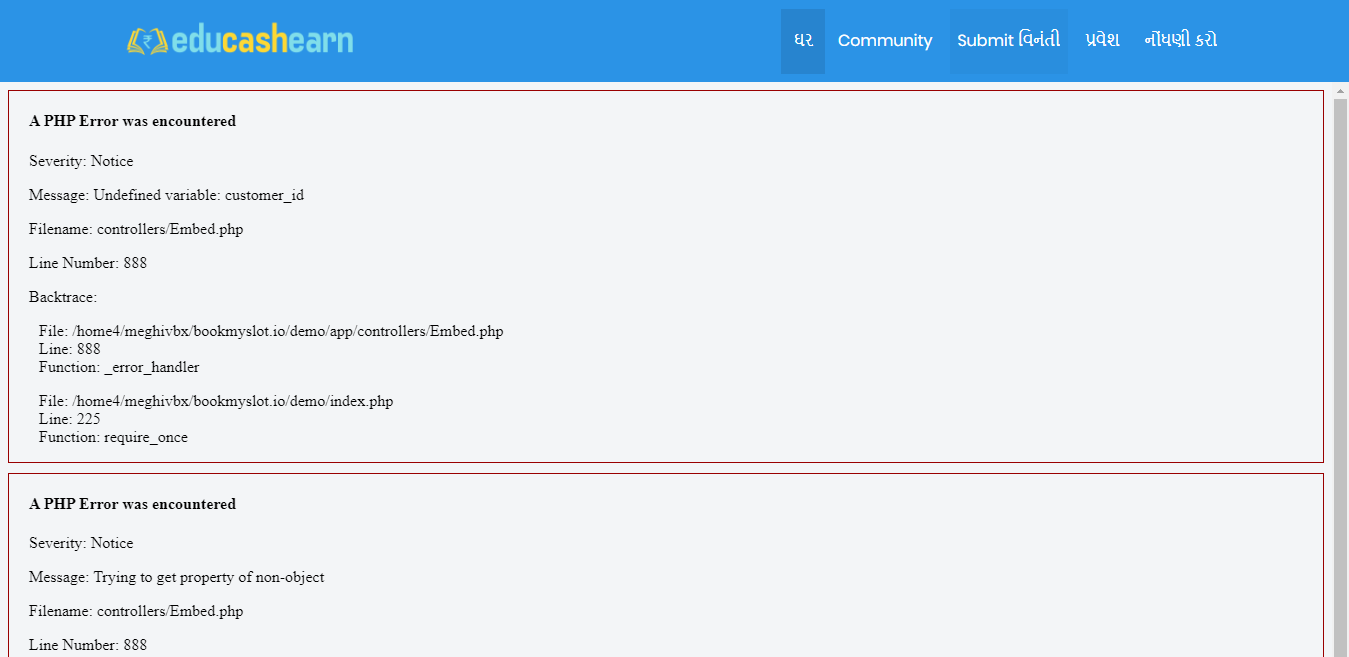 educashearn
ઘર Community Submit વિનંતી પ્રવેશ નોંધણી કરો
A PHP Error was encountered
Severity: Notice
Message: Undefined variable: customer_id
Filename: controllers/Embed.php
Line Number: 888
Backtrace:
File: /home4/meghivbx/bookmyslot.io/demo/app/controllers/Embed.php
Line: 888
Function: _error_handler
File: /home4/meghivbx/bookmyslot.io/demo/index.php
Line: 225
Function: require_once
A PHP Error was encountered
Severity: Notice
Message: Trying to get property of non-object
Filename: controllers/Embed.php
Line Number: 888